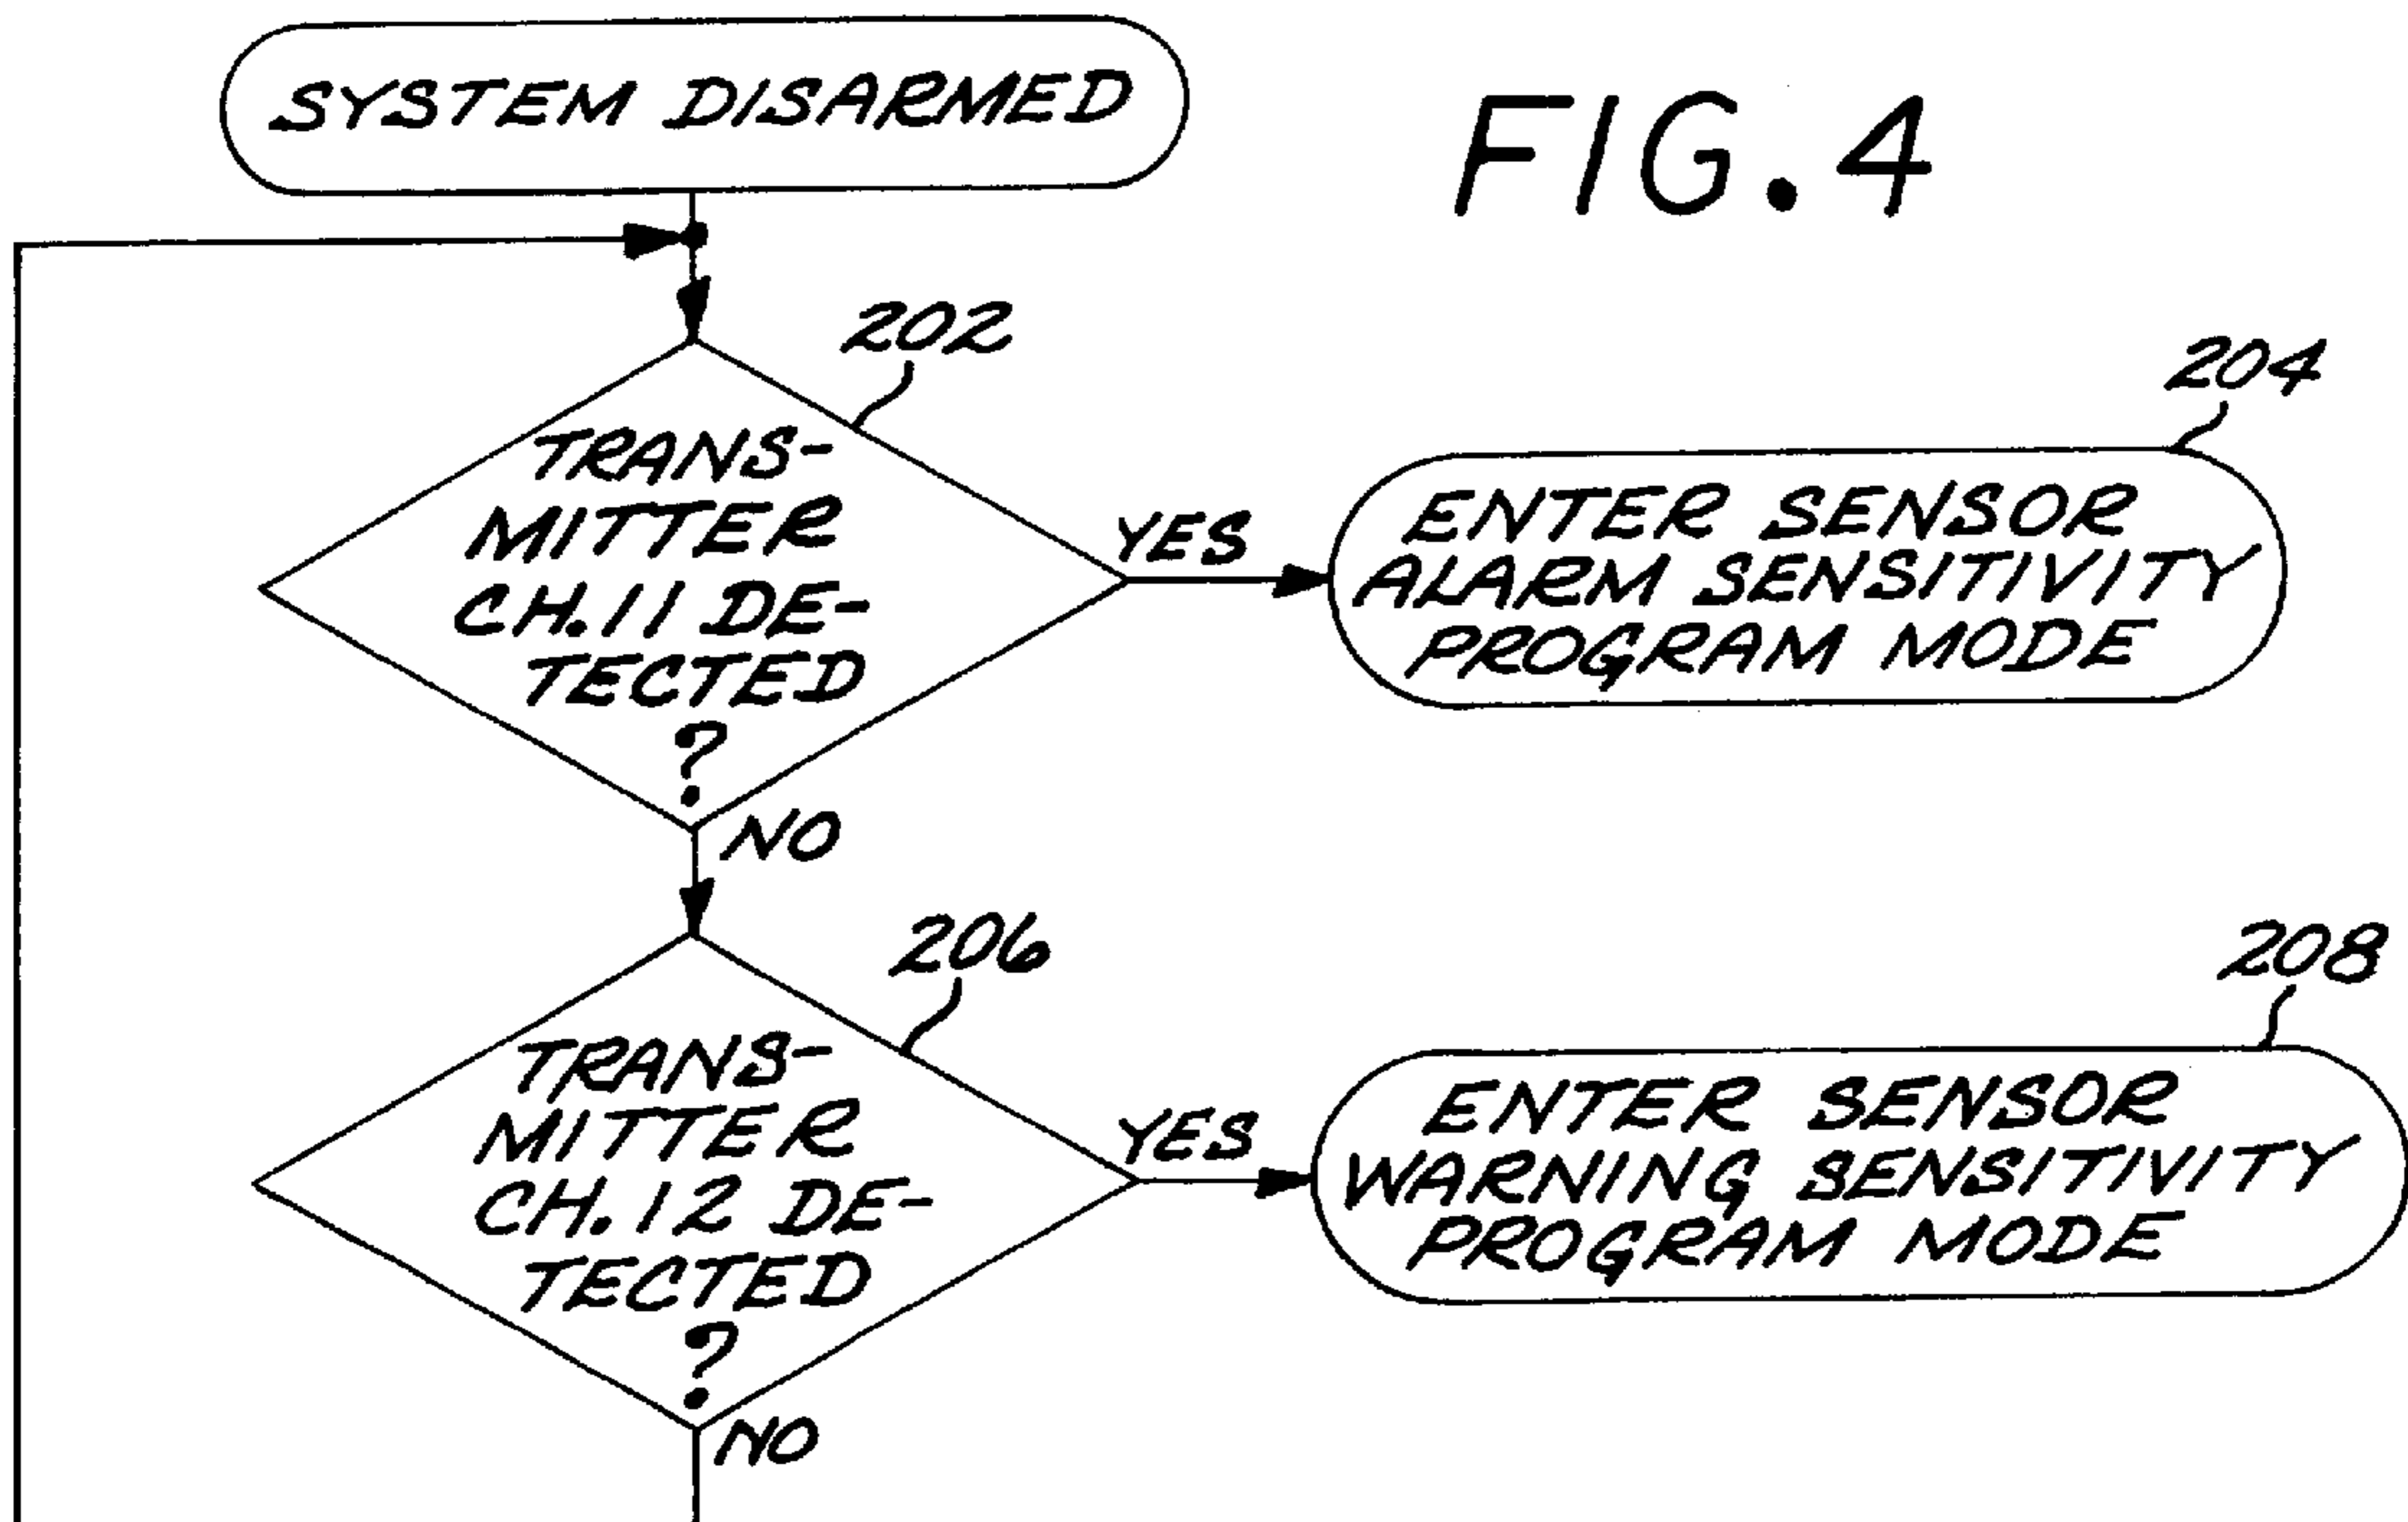 SYSTEM DISARMED
FIG. 4
202
TRANS-
MITTER
CH. 11 DE-
TECTED
?
YES
NO
204
ENTER SENSOR
ALARM SENSITIVITY
PROGRAM MODE
206
TRANS-
MITTER
CH. 12 DE-
TECTED
?
YES
NO
208
ENTER SENSOR
WARNING SENSITIVITY
PROGRAM MODE